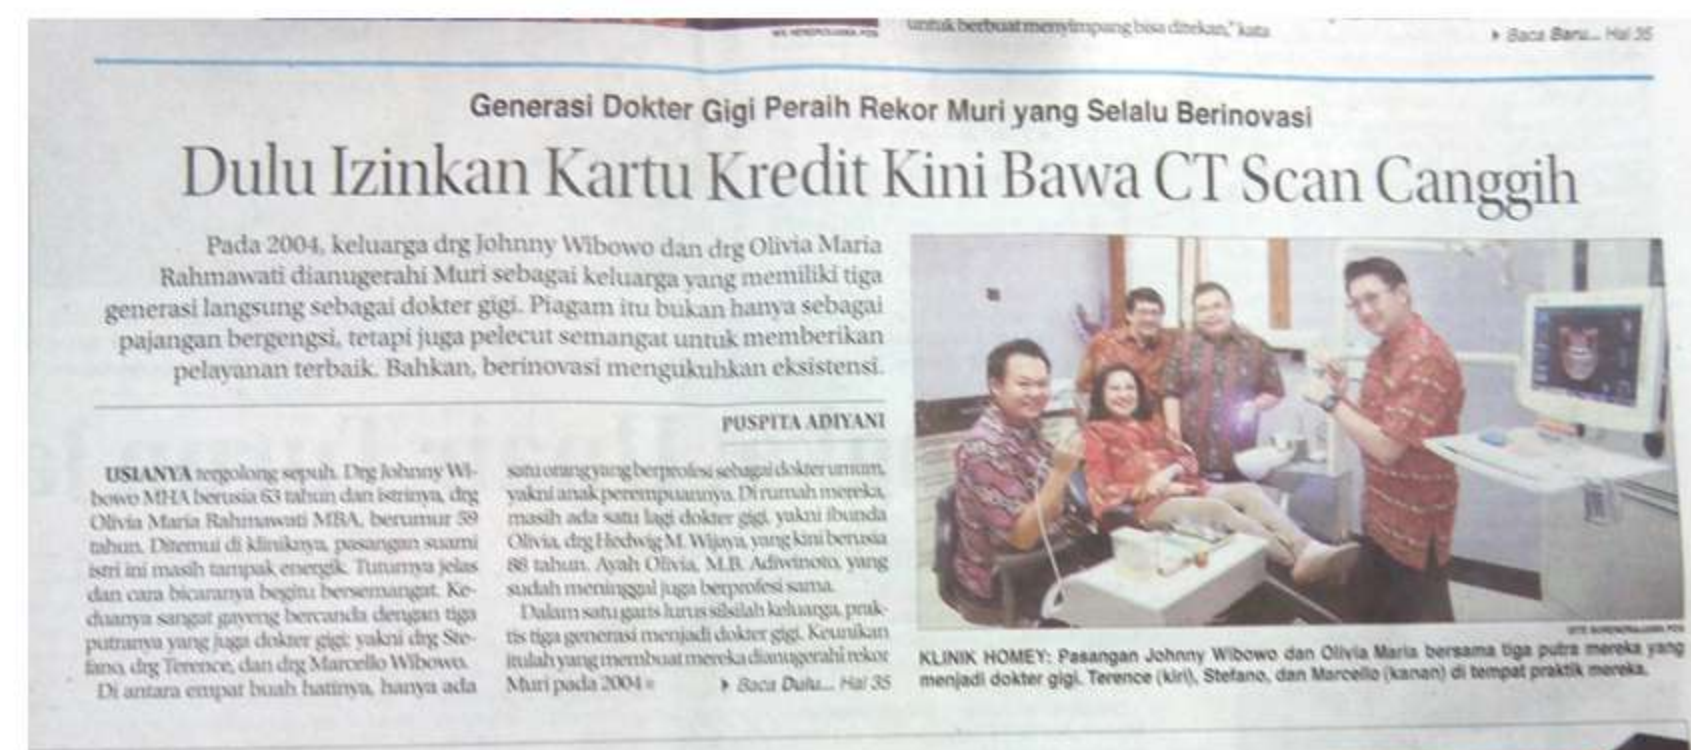 untuk berbuat menyimpang bisa ditekan," kata
▸ Baca Baru... Hal 35
Generasi Dokter Gigi Peraih Rekor Muri yang Selalu Berinovasi
Dulu Izinkan Kartu Kredit Kini Bawa CT Scan Canggih
Pada 2004, keluarga drg Johnny Wibowo dan drg Olivia Maria
Rahmawati dianugerahi Muri sebagai keluarga yang memiliki tiga
generasi langsung sebagai dokter gigi. Piagam itu bukan hanya sebagai
pajangan bergengsi, tetapi juga pelecut semangat untuk memberikan
pelayanan terbaik. Bahkan, berinovasi mengukuhkan eksistensi.
PUSPITA ADIYANI
USIANYA tergolong sepuh. Drg Johnny Wi-
bowo MHA berusia 63 tahun dan istrinya, drg
Olivia Maria Rahmawati MBA, berumur 59
tahun. Ditemui di kliniknya, pasangan suami
istri ini masih tampak energik. Tuturnya jelas
dan cara bicaranya begitu bersemangat. Ke-
duanya sangat gayeng bercanda dengan tiga
putranya yang juga dokter gigi: yakni drg Ste-
fano, drg Terence, dan drg Marcello Wibowo.
Di antara empat buah hatinya, hanya ada
satu orang yang berprofesi sebagai dokter umum,
yakni anak perempuannya. Di rumah mereka,
masih ada satu lagi dokter gigi, yakni ibunda
Olivia, drg Hedwig M. Wijaya, yang kini berusia
88 tahun. Ayah Olivia, M.B. Adiwinoto, yang
sudah meninggal juga berprofesi sama.
Dalam satu garis lurus silsilah keluarga, prak-
tis tiga generasi menjadi dokter gigi. Keunikan
itulah yang membuat mereka dianugerahi rekor
Muri pada 2004
▸ Baca Dulu... Hal 35
KLINIK HOMEY: Pasangan Johnny Wibowo dan Olivia Maria bersama tiga putra mereka yang
menjadi dokter gigi. Terence (kiri), Stefano, dan Marcello (kanan) di tempat praktik mereka.